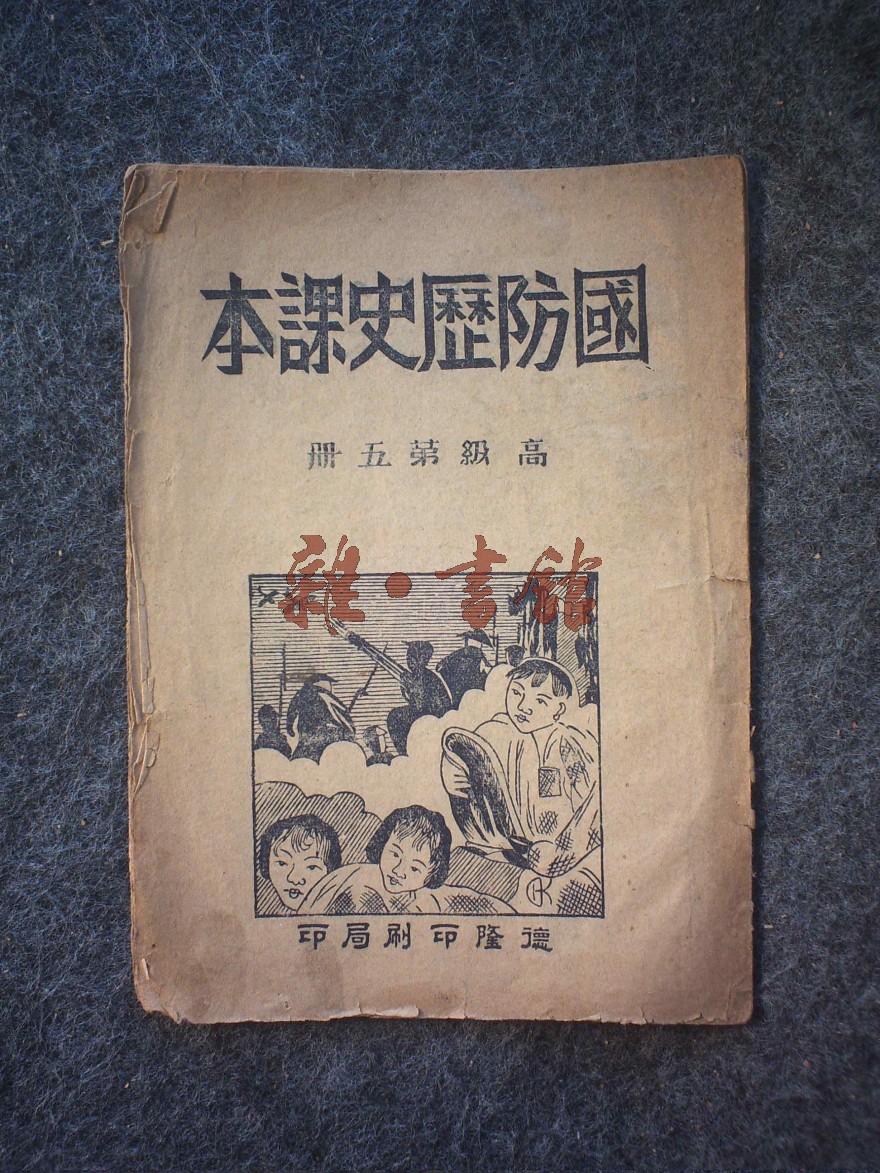 國防歷史課本
高級第五冊
雜·書館
德隆印刷局印